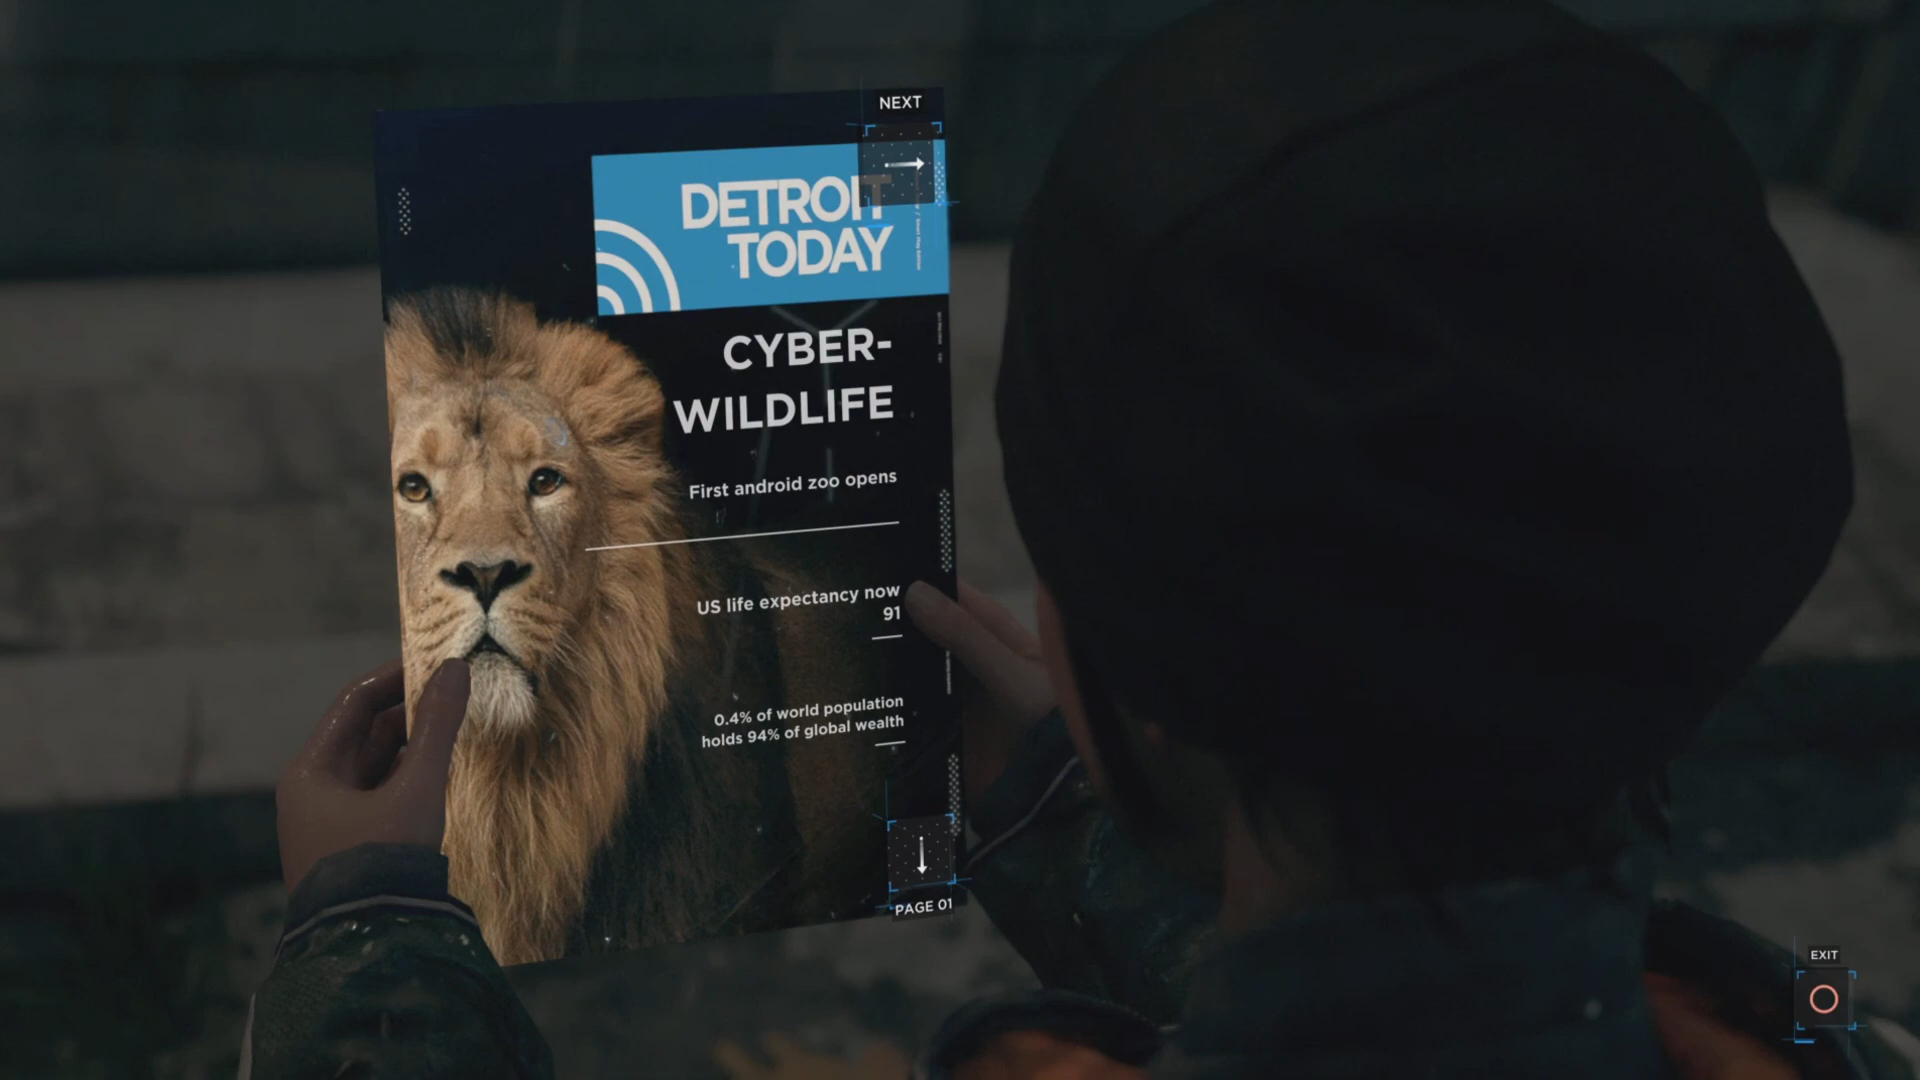 NEXT
DETROIT
TODAY
CYBER-
WILDLIFE
First android zoo opens
US life expectancy now
91
0.4% of world population
holds 94% of global wealth
PAGE 01
EXIT